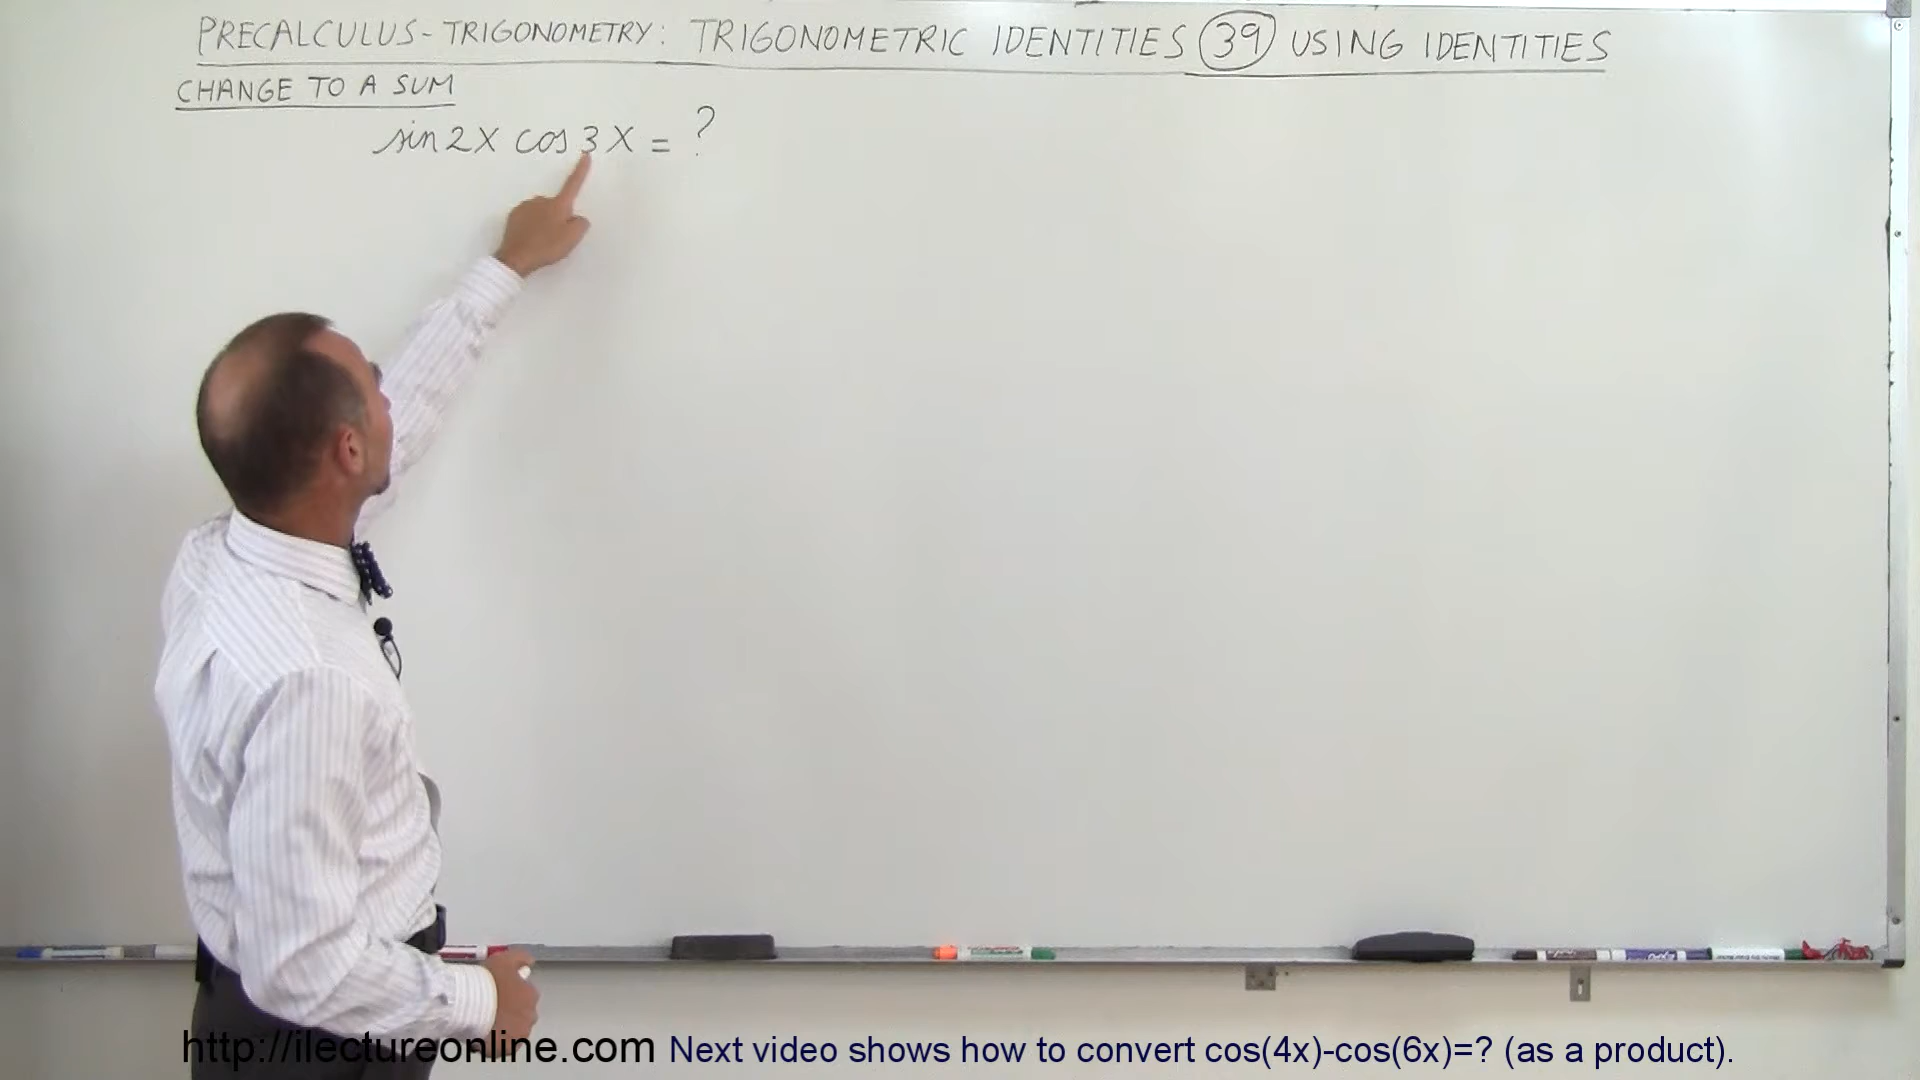 PRECALCULUS - TRIGONOMETRY: TRIGONOMETRIC IDENTITIES 39 USING IDENTITIES
CHANGE TO A SUM
sin 2X cos 3X = ?
http://ilectureonline.com Next video shows how to convert cos(4x)-cos(6x)=? (as a product).